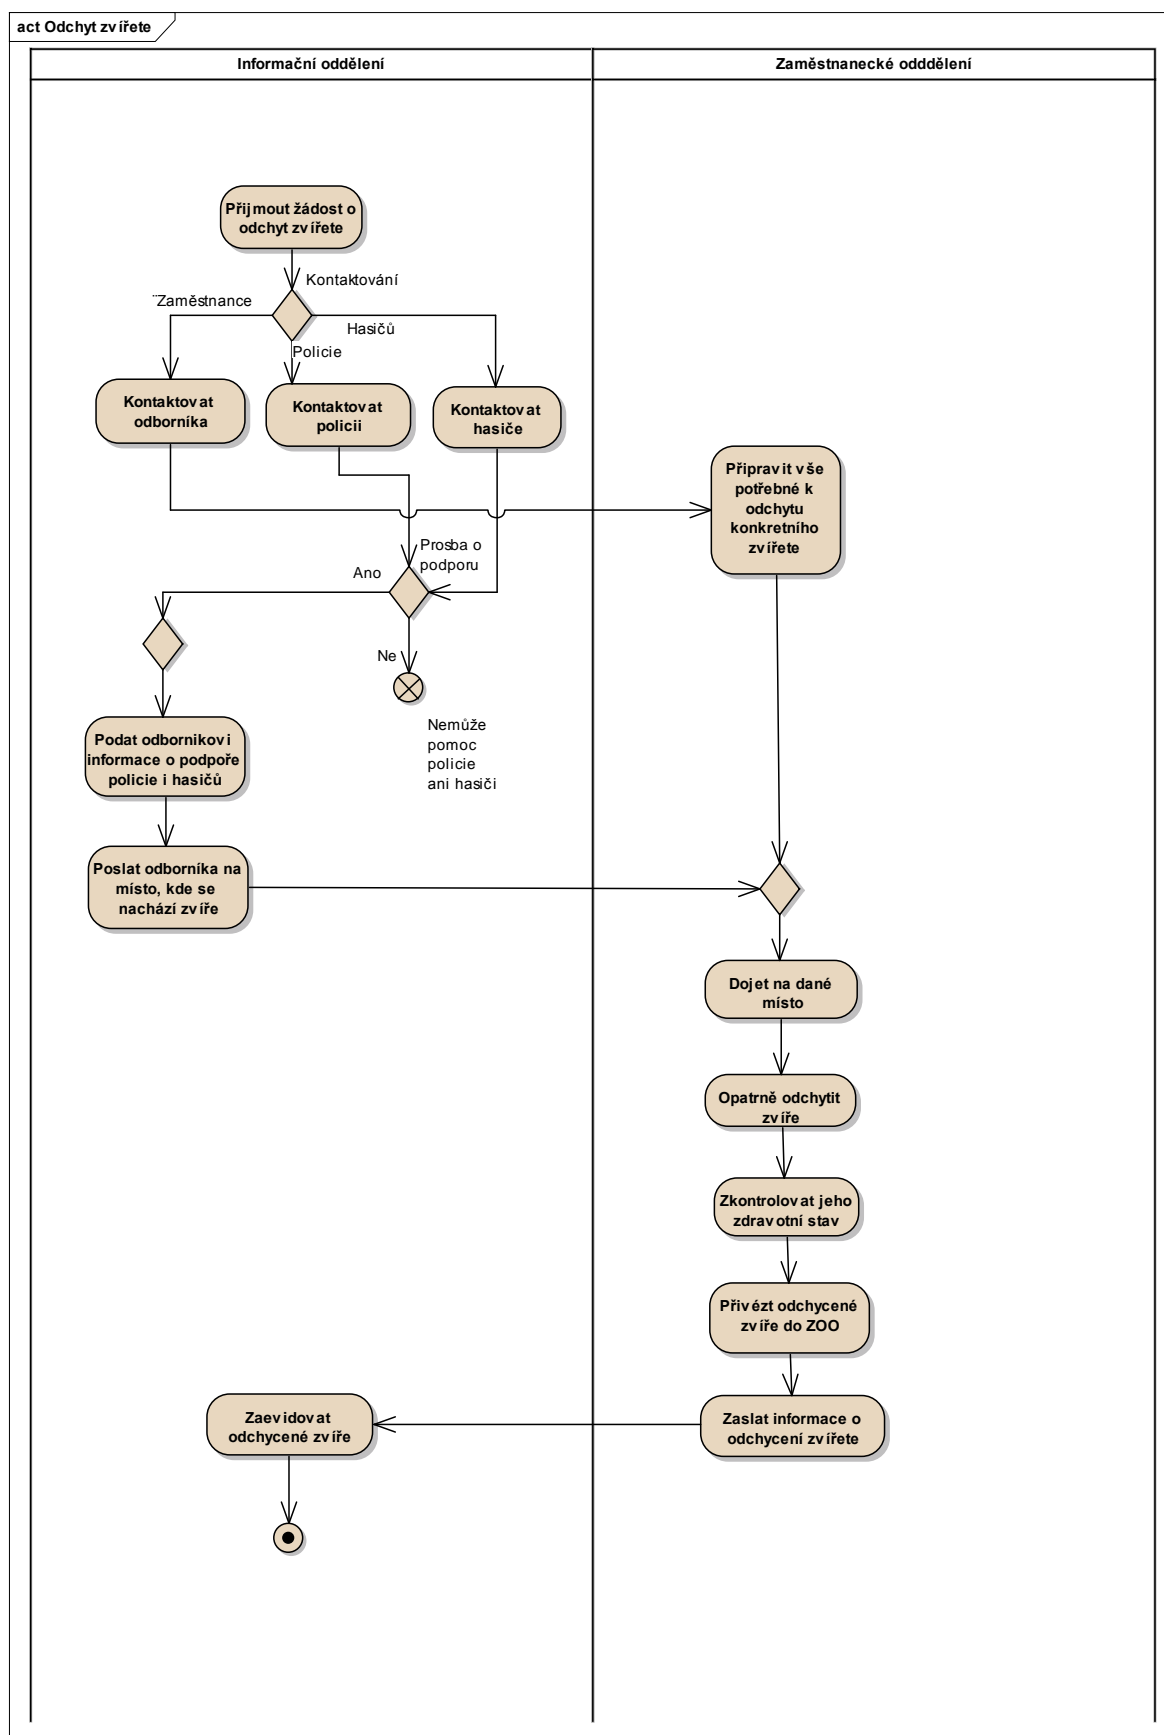 act Odchyt zvířete
Informační oddělení
Zaměstnanecké odddělení
Přijmout žádost o
odchyt zvířete
Kontaktování
¨Zaměstnance
Hasičů
Policie
Kontaktovat
odborníka
Kontaktovat
policii
Kontaktovat
hasiče
Připravit vše
potřebné k
odchytu
konkretního
zvířete
Prosba o
podporu
Ano
Ne
Nemůže
pomoc
policie
ani hasiči
Podat odbornikovi
informace o podpoře
policie i hasičů
Poslat odborníka na
místo, kde se
nachází zvíře
Dojet na dané
místo
Opatrně odchytit
zvíře
Zkontrolovat jeho
zdravotní stav
Přivézt odchycené
zvíře do ZOO
Zaevidovat
odchycené zvíře
Zaslat informace o
odchycení zvířete